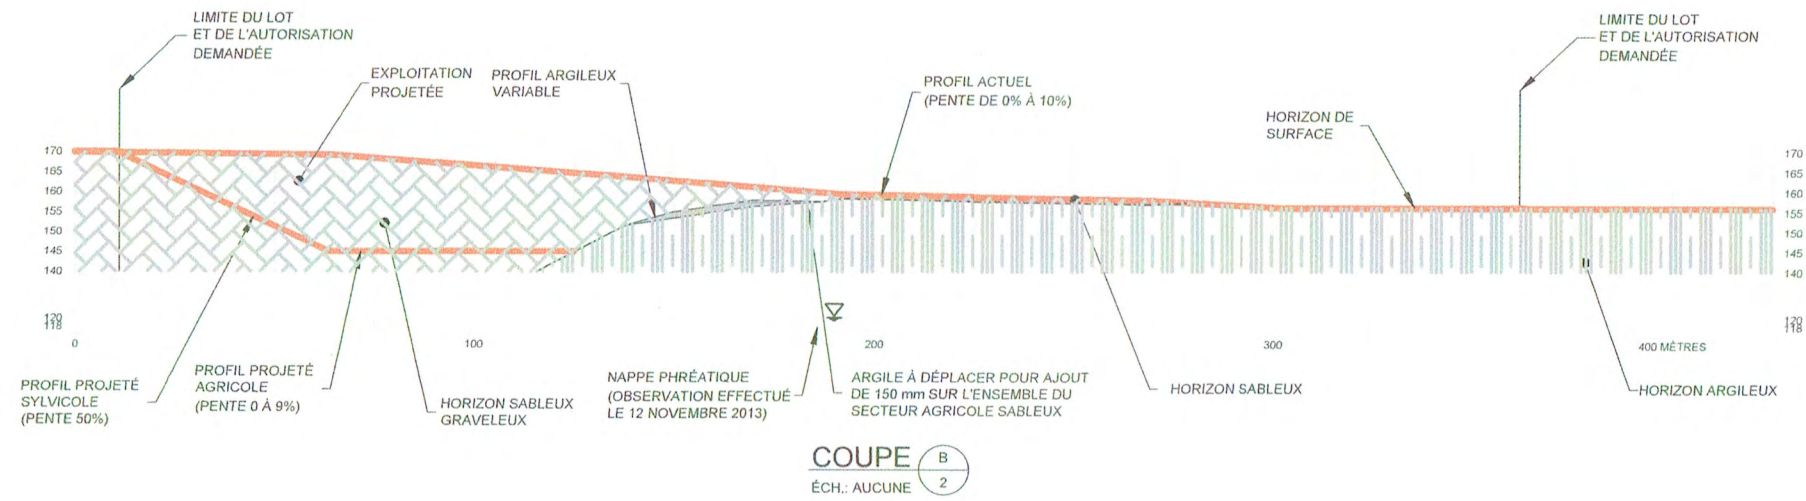 LIMITE DU LOT
ET DE L'AUTORISATION
DEMANDÉE
EXPLOITATION
PROJETÉE
PROFIL ARGILEUX
VARIABLE
PROFIL ACTUEL
(PENTE DE 0% À 10%)
HORIZON DE
SURFACE
LIMITE DU LOT
ET DE L'AUTORISATION
DEMANDÉE
170
165
160
155
150
145
140
120
118
170
165
160
155
150
145
140
120
118
0
100
200
300
400 MÈTRES
PROFIL PROJETÉ
SYLVICOLE
(PENTE 50%)
PROFIL PROJETÉ
AGRICOLE
(PENTE 0 À 9%)
HORIZON SABLEUX
GRAVELEUX
NAPPE PHRÉATIQUE
(OBSERVATION EFFECTUÉ
LE 12 NOVEMBRE 2013)
ARGILE À DÉPLACER POUR AJOUT
DE 150 mm SUR L'ENSEMBLE DU
SECTEUR AGRICOLE SABLEUX
HORIZON SABLEUX
HORIZON ARGILEUX
COUPE B
ÉCH.: AUCUNE 2